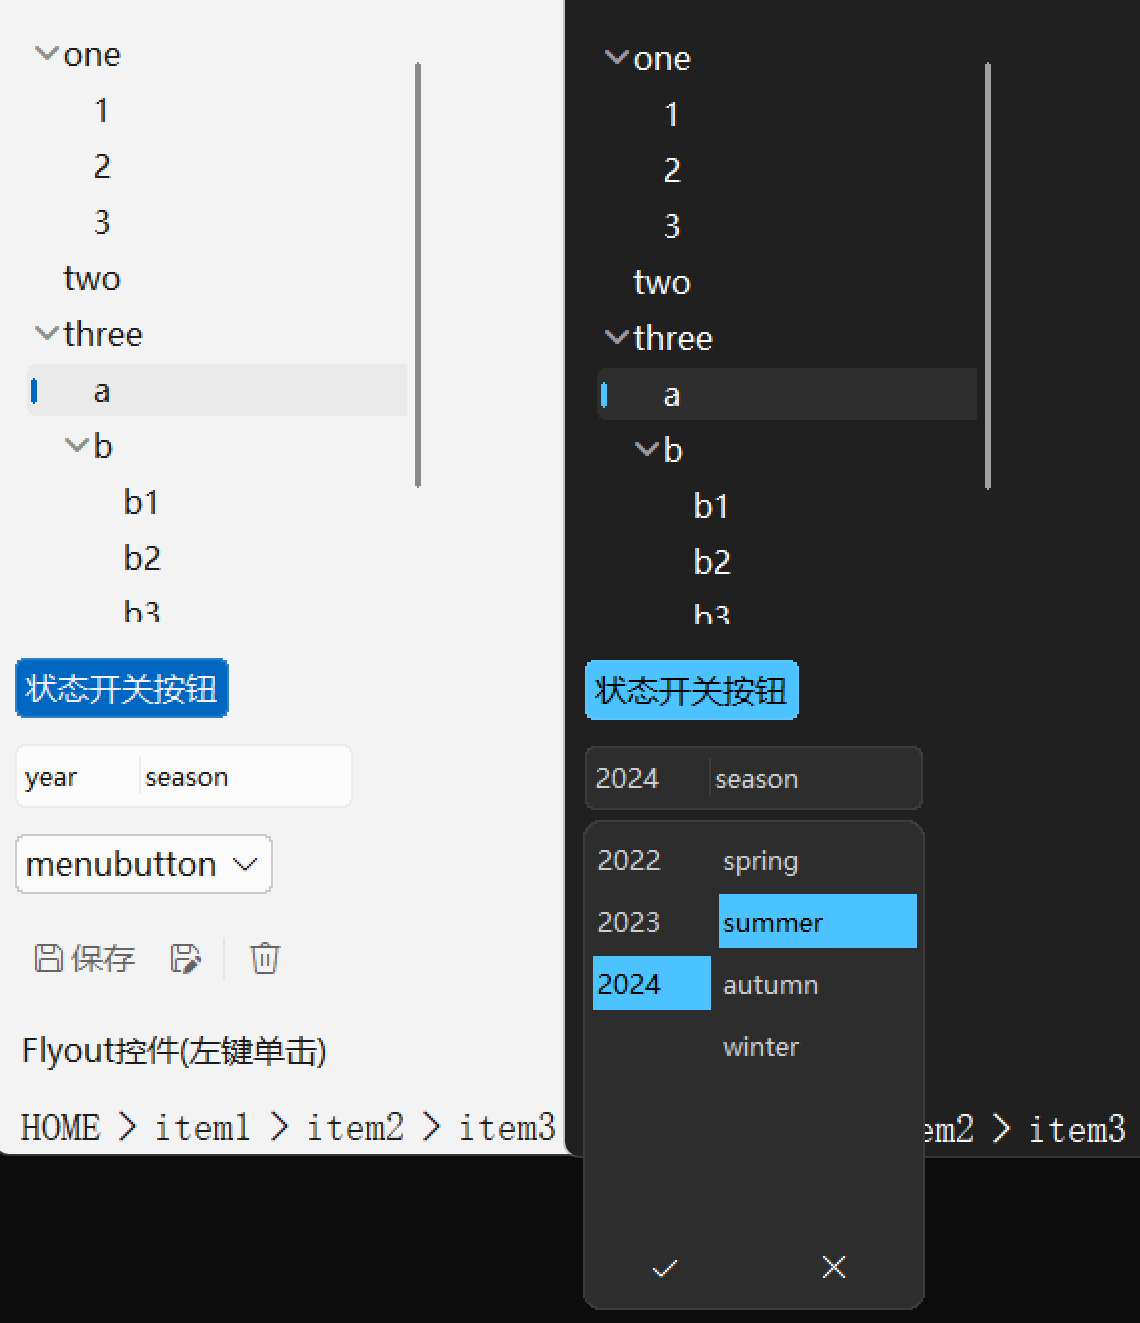 one
1
2
3
two
three
a
b
b1
b2
b3
状态开关按钮
year season
menubutton
保存
Flyout控件(左键单击)
HOME > item1 > item2 > item3
one
1
2
3
two
three
a
b
b1
b2
b3
状态开关按钮
2024 season
2022 spring
2023 summer
2024 autumn
winter
em2 > item3